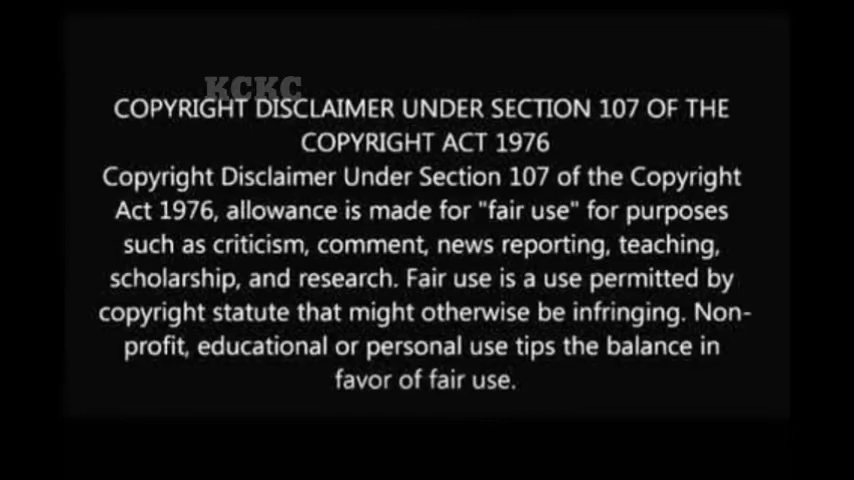 KCKC
COPYRIGHT DISCLAIMER UNDER SECTION 107 OF THE
COPYRIGHT ACT 1976
Copyright Disclaimer Under Section 107 of the Copyright
Act 1976, allowance is made for "fair use" for purposes
such as criticism, comment, news reporting, teaching,
scholarship, and research. Fair use is a use permitted by
copyright statute that might otherwise be infringing. Non-
profit, educational or personal use tips the balance in
favor of fair use.